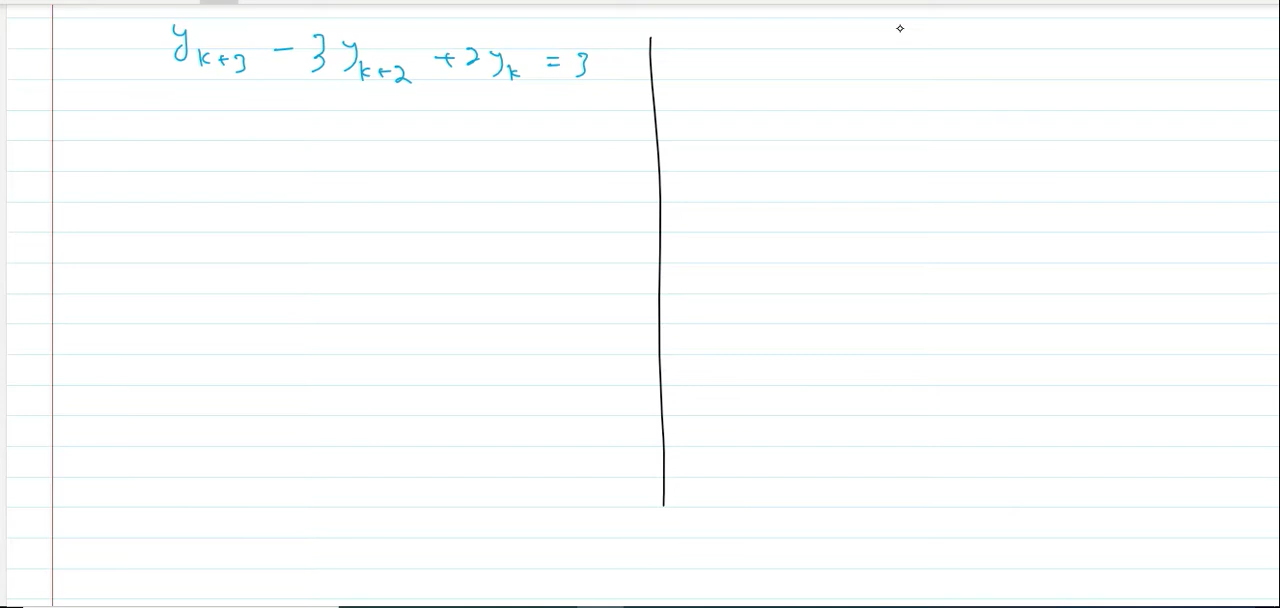 y_{k+3} - 3y_{k+2} + 2y_k = 3